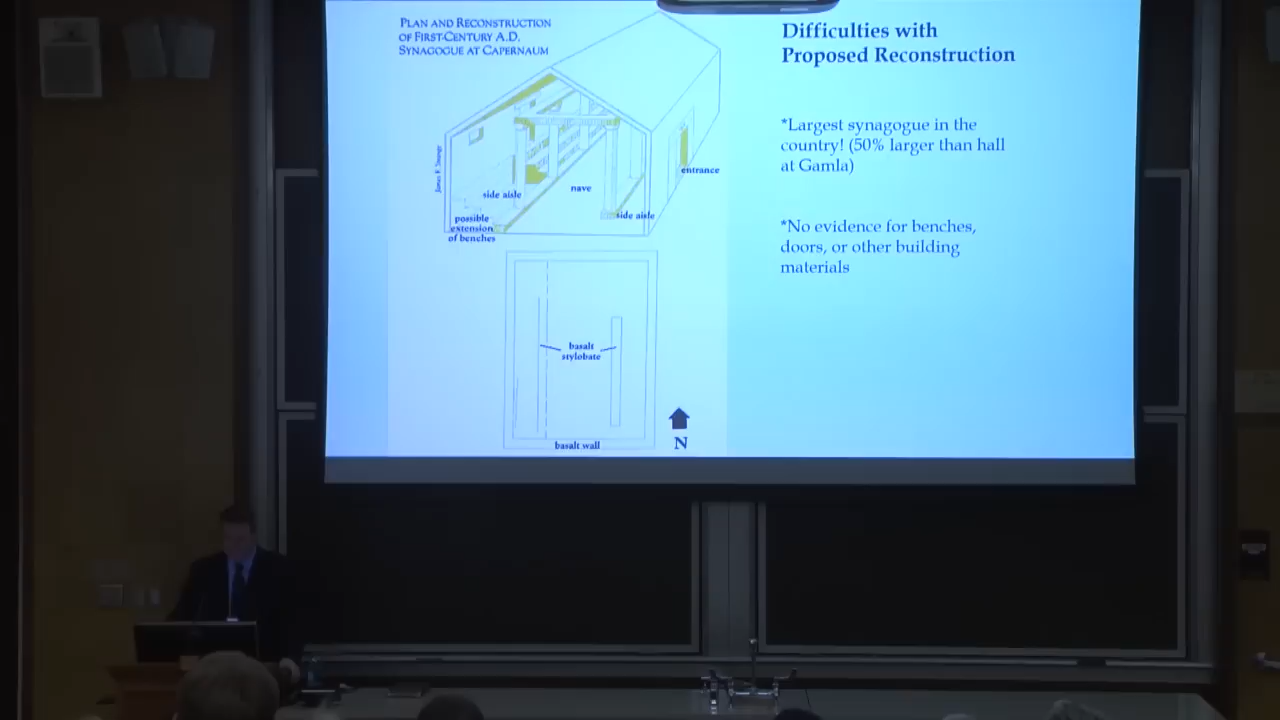 PLAN AND RECONSTRUCTION
OF FIRST-CENTURY A.D.
SYNAGOGUE AT CAPERNAUM
side aisle
nave
entrance
side aisle
possible
extension
of benches
basalt
stylobate
basalt wall
N
Difficulties with
Proposed Reconstruction
*Largest synagogue in the
country! (50% larger than hall
at Gamla)
*No evidence for benches,
doors, or other building
materials